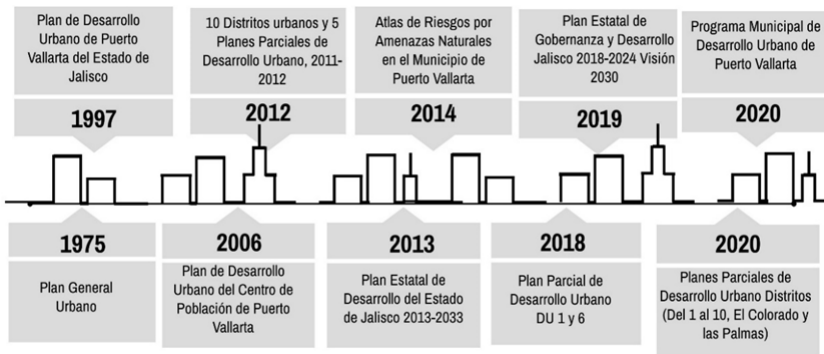 Plan de Desarrollo
Urbano de Puerto
Vallarta del Estado de
Jalisco
1997
10 Distritos urbanos y 5
Planes Parciales de
Desarrollo Urbano, 2011-
2012
2012
Atlas de Riesgos por
Amenazas Naturales
en el Municipio de
Puerto Vallarta
2014
Plan Estatal de
Gobernanza y Desarrollo
Jalisco 2018-2024 Visión
2030
2019
Programa Municipal de
Desarrollo Urbano de
Puerto Vallarta
2020
1975
Plan General
Urbano
2006
Plan de Desarrollo
Urbano del Centro de
Población de Puerto
Vallarta
2013
Plan Estatal de
Desarrollo del Estado
de Jalisco 2013-2033
2018
Plan Parcial de
Desarrollo Urbano
DU 1 y 6
2020
Planes Parciales de
Desarrollo Urbano Distritos
(Del 1 al 10, El Colorado y
las Palmas)